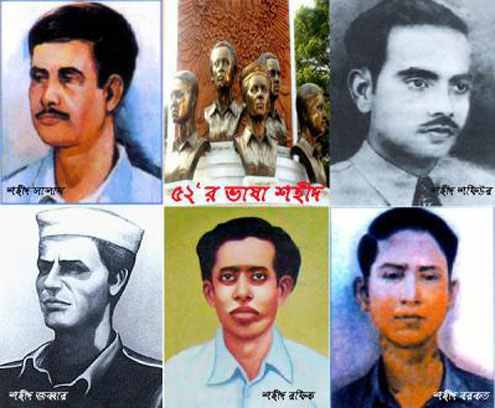 শহীদ সালাম
৫২'র ভাষা শহীদ
শহীদ শফিউর
শহীদ জব্বার
শহীদ রফিক
শহীদ বরকত